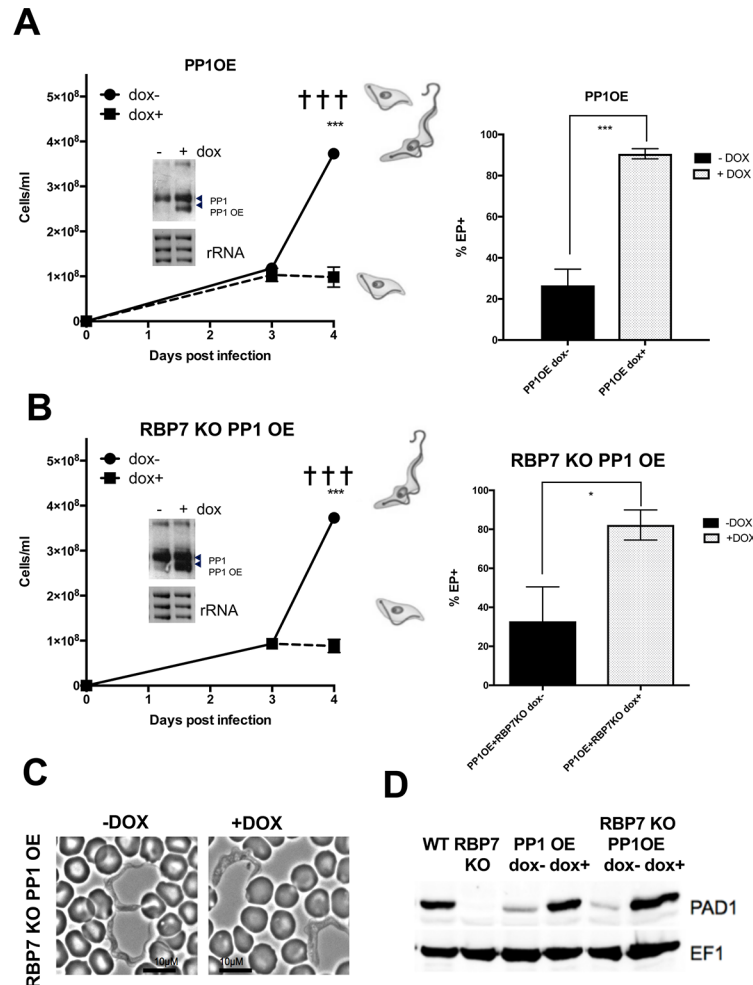 A
PP1OE
5×10⁸
4×10⁸
3×10⁸
2×10⁸
1×10⁸
0
Cells/ml
dox-
dox+
†††
***
- + dox
PP1
PP1 OE
rRNA
0 1 2 3 4
Days post infection
PP1OE
***
100
80
60
40
20
0
% EP+
- DOX
+ DOX
PP1OE dox-
PP1OE dox+
B
RBP7 KO PP1 OE
5×10⁸
4×10⁸
3×10⁸
2×10⁸
1×10⁸
0
Cells/ml
dox-
dox+
†††
***
- + dox
PP1
PP1 OE
rRNA
0 1 2 3 4
Days post infection
RBP7 KO PP1 OE
*
100
80
60
40
20
0
% EP+
-DOX
+DOX
PP1OE+RBP7KO dox-
PP1OE+RBP7KO dox+
C
-DOX +DOX
RBP7 KO PP1 OE
10μM 10μM
D
RBP7 KO
WT RBP7 PP1 OE PP1OE
KO dox- dox+ dox- dox+
PAD1
EF1